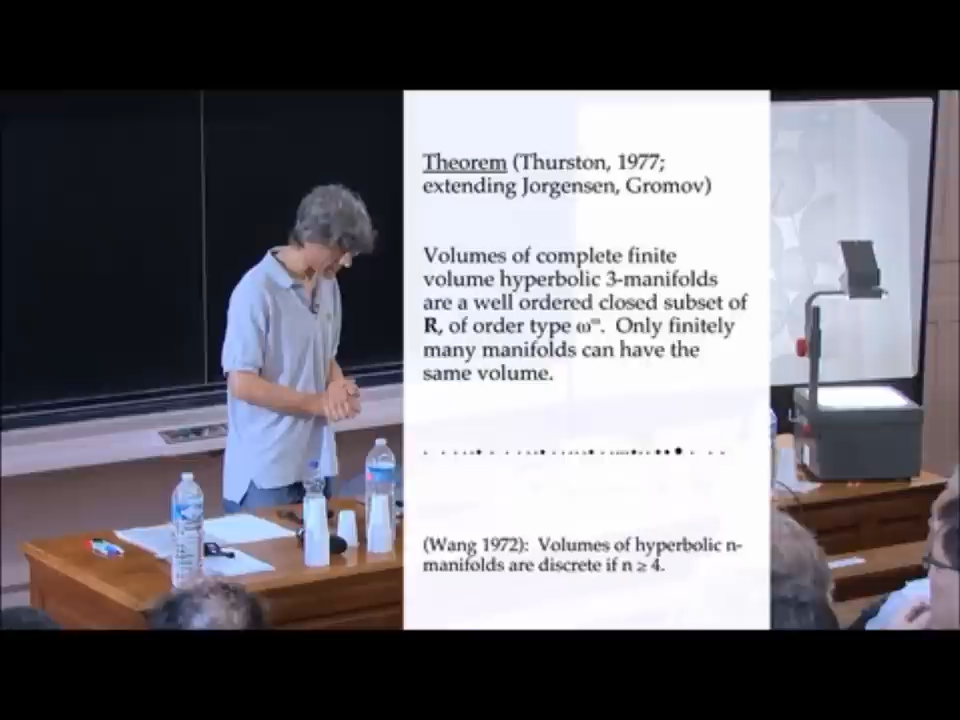 Theorem (Thurston, 1977;
extending Jorgensen, Gromov)
Volumes of complete finite
volume hyperbolic 3-manifolds
are a well ordered closed subset of
R, of order type ω^ω. Only finitely
many manifolds can have the
same volume.
(Wang 1972): Volumes of hyperbolic n-
manifolds are discrete if n ≥ 4.